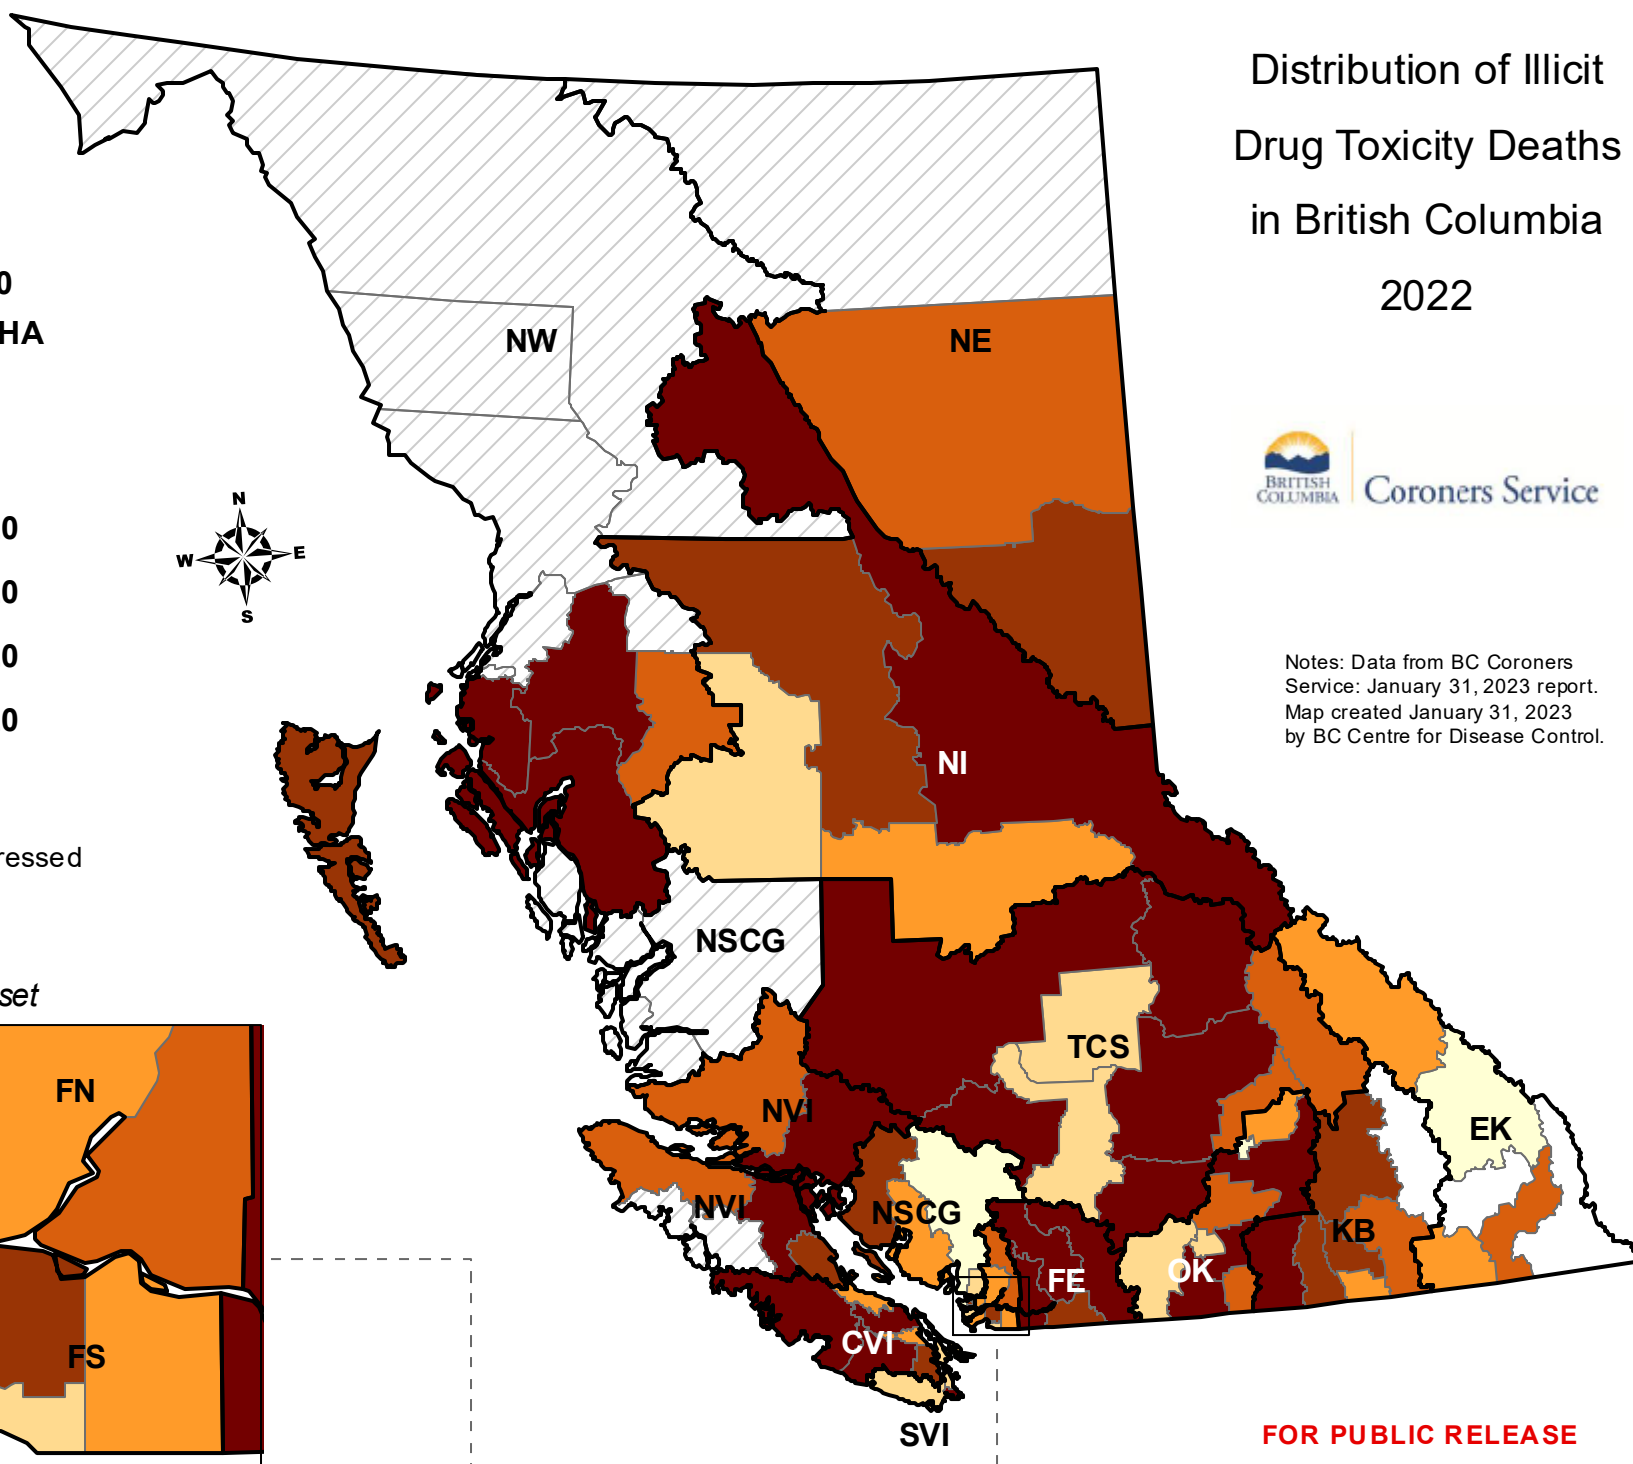 Distribution of Illicit
Drug Toxicity Deaths
in British Columbia
2022
0
HA
NW
NE
BRITISH
COLUMBIA
Coroners Service
N
W
E
S
0
0
0
0
Notes: Data from BC Coroners
Service: January 31, 2023 report.
Map created January 31, 2023
by BC Centre for Disease Control.
NI
ressed
NSCG
set
TCS
FN
NVI
EK
NVI
NSCG
KB
OK
FE
CVI
FS
SVI
FOR PUBLIC RELEASE